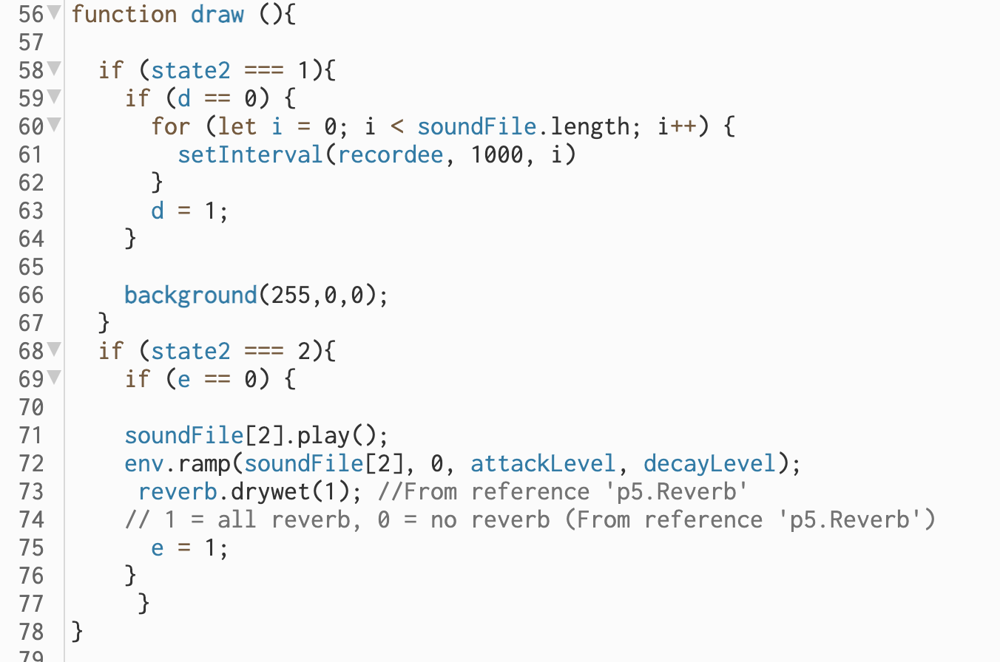 56 function draw (){
57
58 if (state2 === 1){
59 if (d == 0) {
60 for (let i = 0; i < soundFile.length; i++) {
61 setInterval(recordee, 1000, i)
62 }
63 d = 1;
64 }
65
66 background(255,0,0);
67 }
68 if (state2 === 2){
69 if (e == 0) {
70
71 soundFile[2].play();
72 env.ramp(soundFile[2], 0, attackLevel, decayLevel);
73 reverb.drywet(1); //From reference 'p5.Reverb'
74 // 1 = all reverb, 0 = no reverb (From reference 'p5.Reverb')
75 e = 1;
76 }
77 }
78 }
79